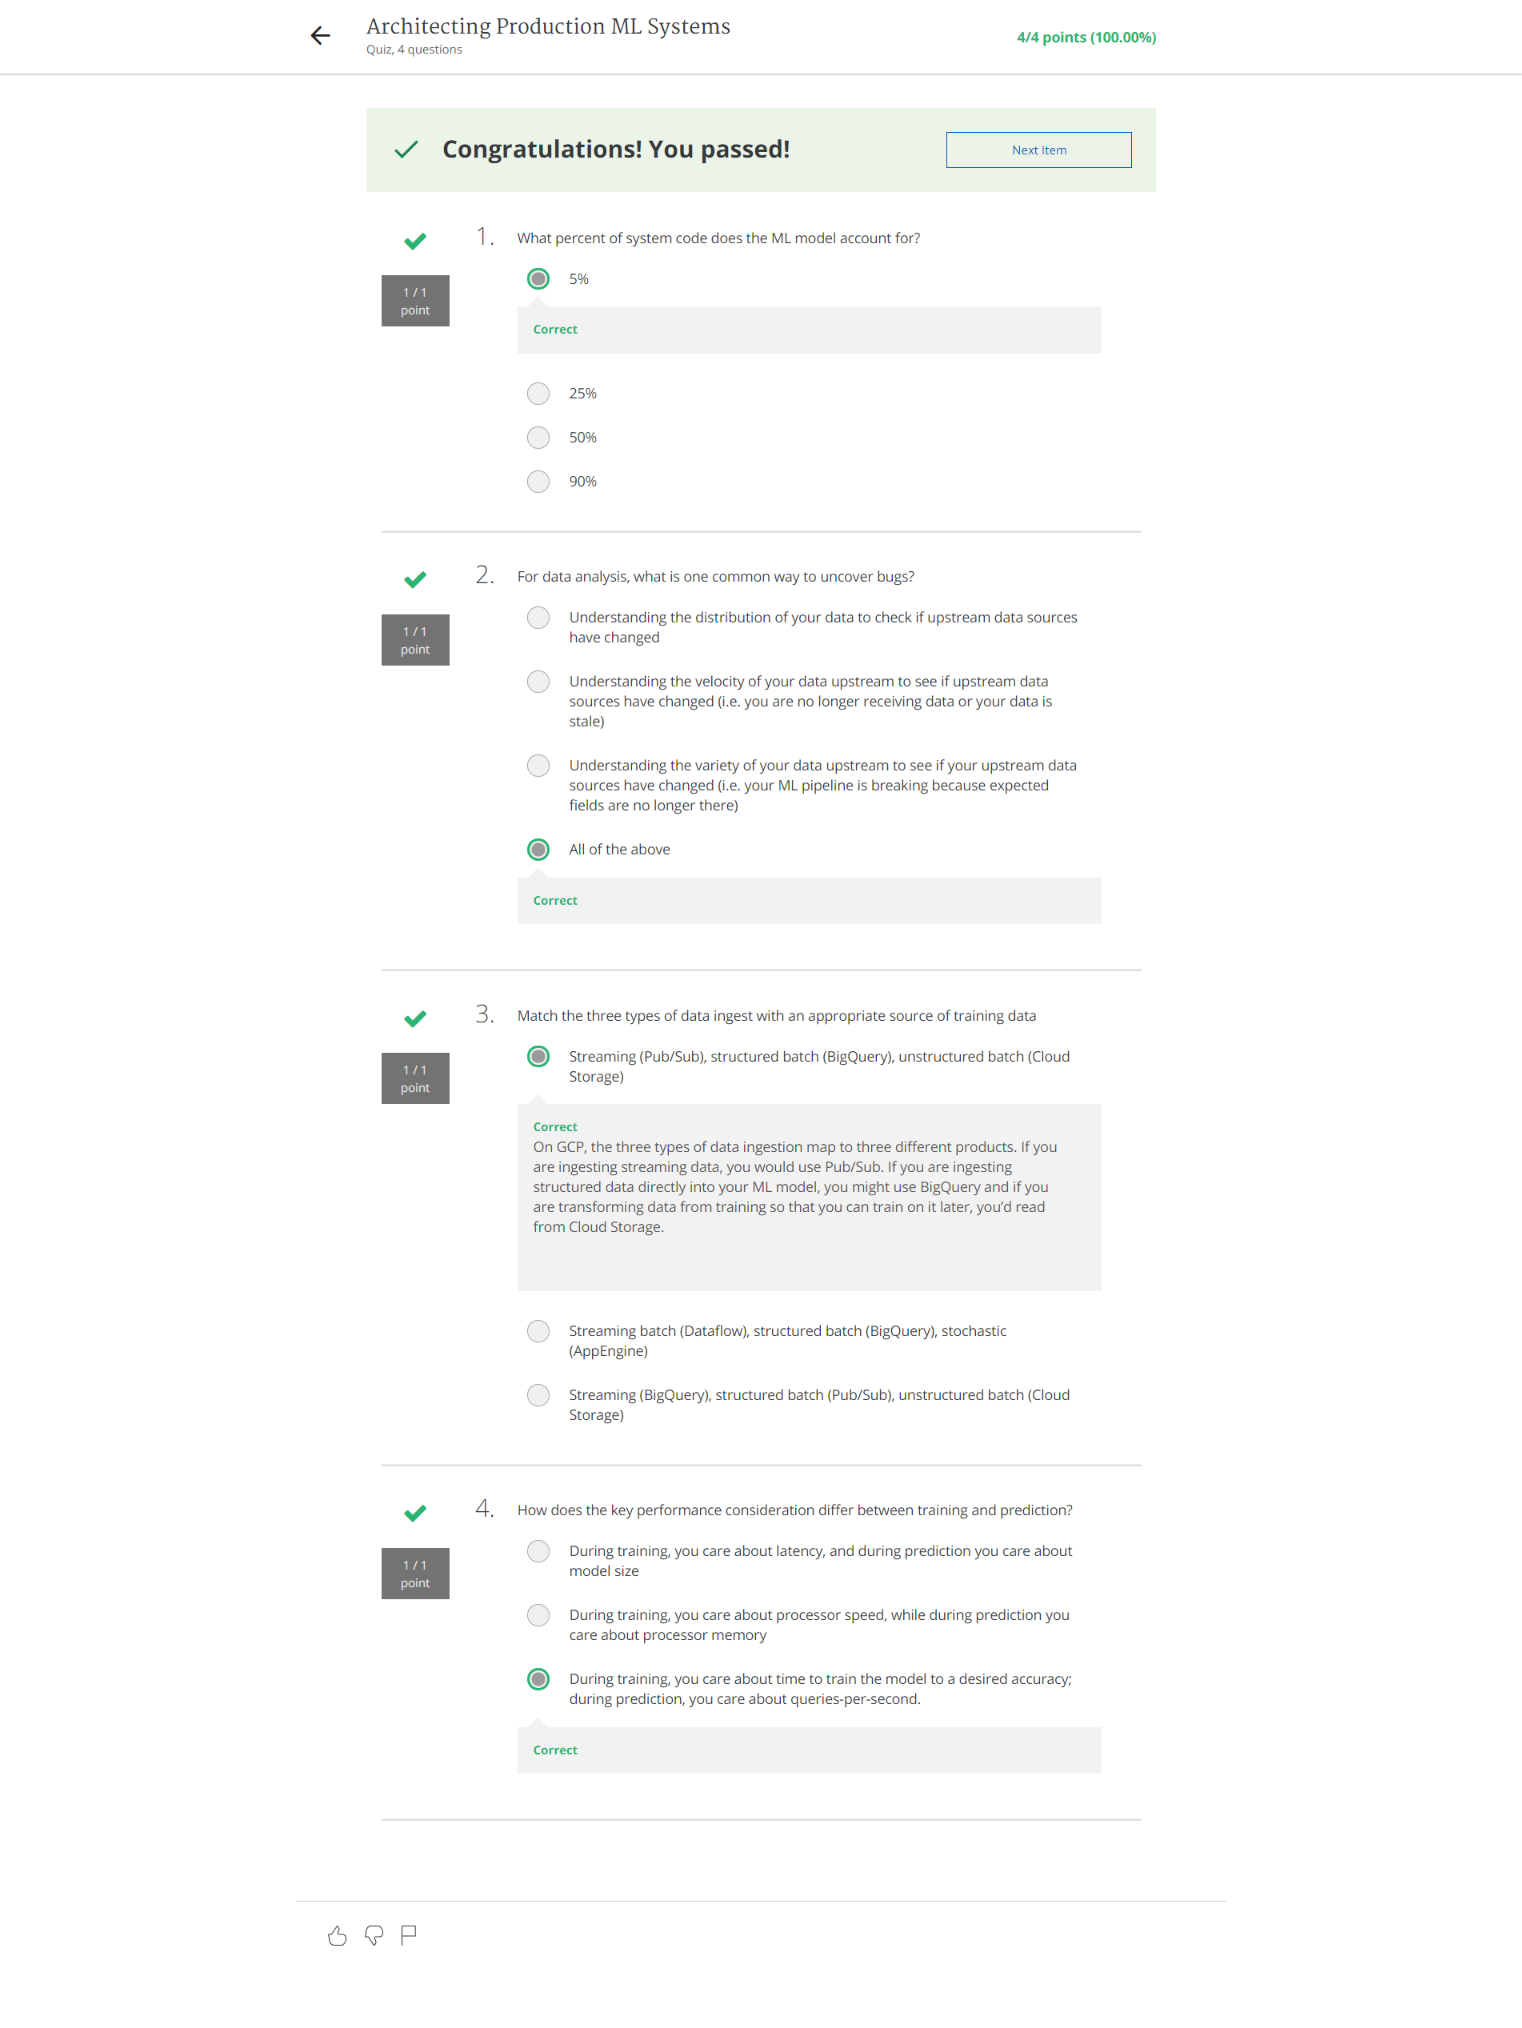 Architecting Production ML Systems
Quiz, 4 questions
4/4 points (100.00%)
Congratulations! You passed!
Next Item
1 / 1
point
1.
What percent of system code does the ML model account for?
5%
Correct
25%
50%
90%
1 / 1
point
2.
For data analysis, what is one common way to uncover bugs?
Understanding the distribution of your data to check if upstream data sources
have changed
Understanding the velocity of your data upstream to see if upstream data
sources have changed (i.e. you are no longer receiving data or your data is
stale)
Understanding the variety of your data upstream to see if your upstream data
sources have changed (i.e. your ML pipeline is breaking because expected
fields are no longer there)
All of the above
Correct
1 / 1
point
3.
Match the three types of data ingest with an appropriate source of training data
Streaming (Pub/Sub), structured batch (BigQuery), unstructured batch (Cloud
Storage)
Correct
On GCP, the three types of data ingestion map to three different products. If you
are ingesting streaming data, you would use Pub/Sub. If you are ingesting
structured data directly into your ML model, you might use BigQuery and if you
are transforming data from training so that you can train on it later, you’d read
from Cloud Storage.
Streaming batch (Dataflow), structured batch (BigQuery), stochastic
(AppEngine)
Streaming (BigQuery), structured batch (Pub/Sub), unstructured batch (Cloud
Storage)
1 / 1
point
4.
How does the key performance consideration differ between training and prediction?
During training, you care about latency, and during prediction you care about
model size
During training, you care about processor speed, while during prediction you
care about processor memory
During training, you care about time to train the model to a desired accuracy;
during prediction, you care about queries-per-second.
Correct